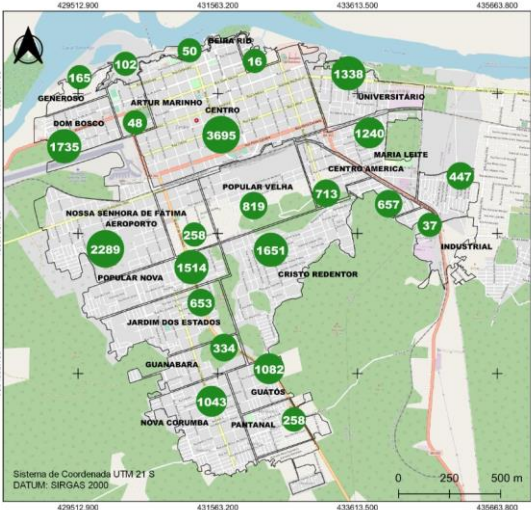 429512.900 431563.200 433613.500 435663.800
BEIRA RIO
50
102
16
165
1338
GENEROSO
ARTUR MARINHO
UNIVERSITÁRIO
CENTRO
DOM BOSCO
48
3695
1240
1735
MARIA LEITE
CENTRO AMERICA
447
POPULAR VELHA
713
657
NOSSA SENHORA DE FÁTIMA
819
AEROPORTO
37
258
2289
1651
INDUSTRIAL
1514
POPULAR NOVA
CRISTO REDENTOR
653
JARDIM DOS ESTADOS
334
GUANABARA
1082
GUATÓS
1043
NOVA CORUMBA
PANTANAL
258
Sistema de Coordenada UTM 21 S
DATUM: SIRGAS 2000
0 250 500 m
429512.900 431563.200 433613.500 435663.800